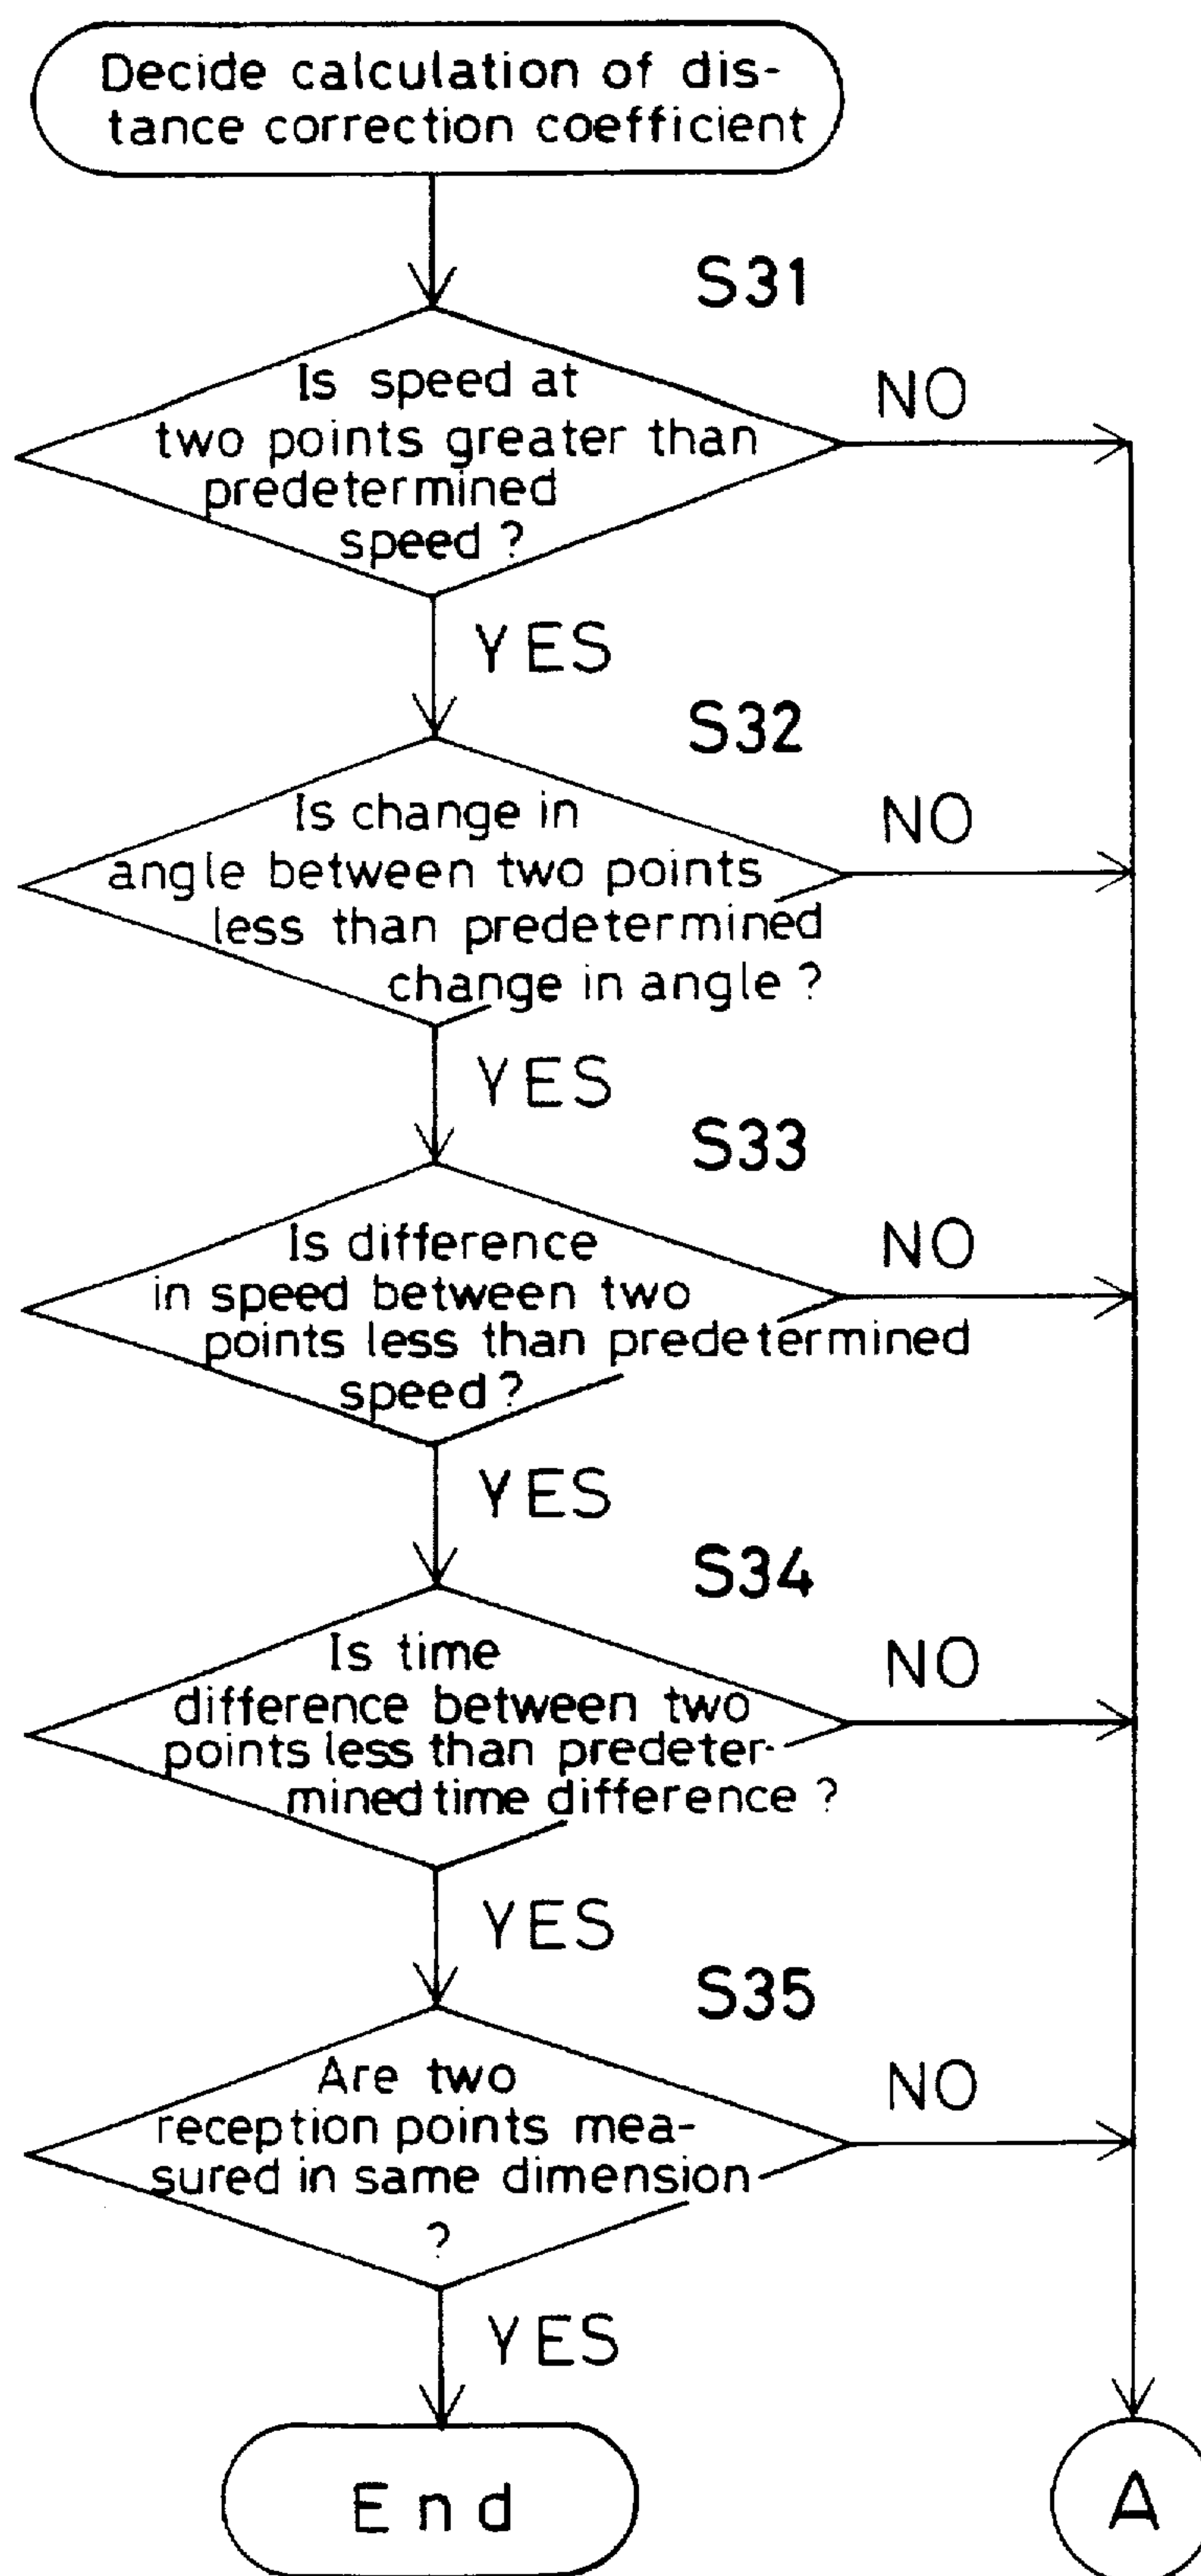 Decide calculation of dis-
tance correction coefficient
S31
Is speed at
two points greater than
predetermined
speed ?
NO
YES
S32
Is change in
angle between two points
less than predetermined
change in angle ?
NO
YES
S33
Is difference
in speed between two
points less than predetermined
speed ?
NO
YES
S34
Is time
difference between two
points less than predeter-
mined time difference ?
NO
YES
S35
Are two
reception points mea-
sured in same dimension
?
NO
YES
End
A